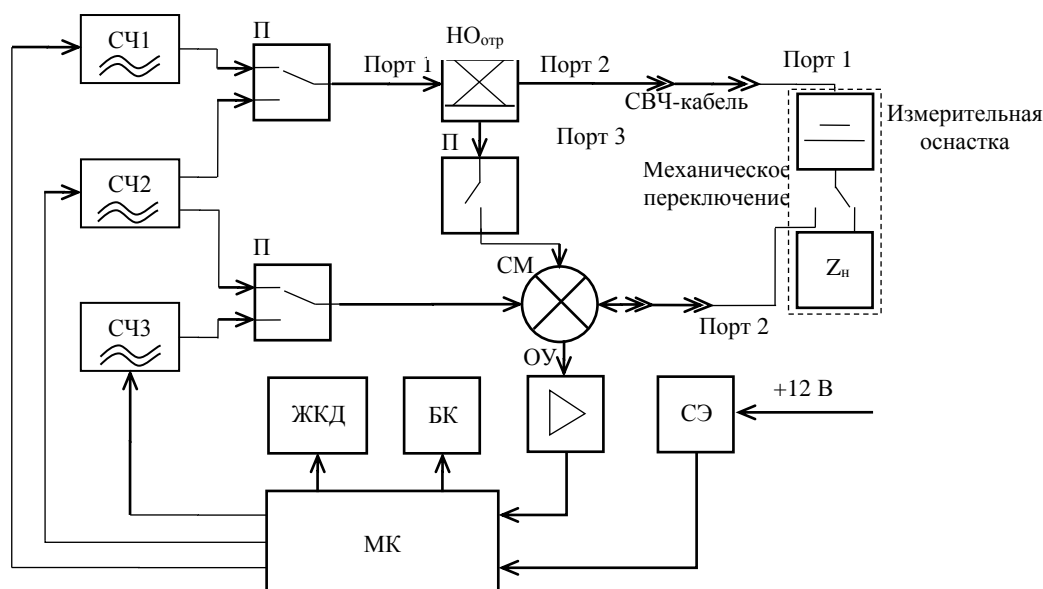 СЧ1
П
НОотр
Порт 1
Порт 2
Порт 1
СВЧ-кабель
Измерительная
оснастка
Порт 3
П
Механическое
переключение
СЧ2
П
СМ
Zн
СЧ3
Порт 2
ОУ
ЖКД
БК
СЭ
+12 В
МК